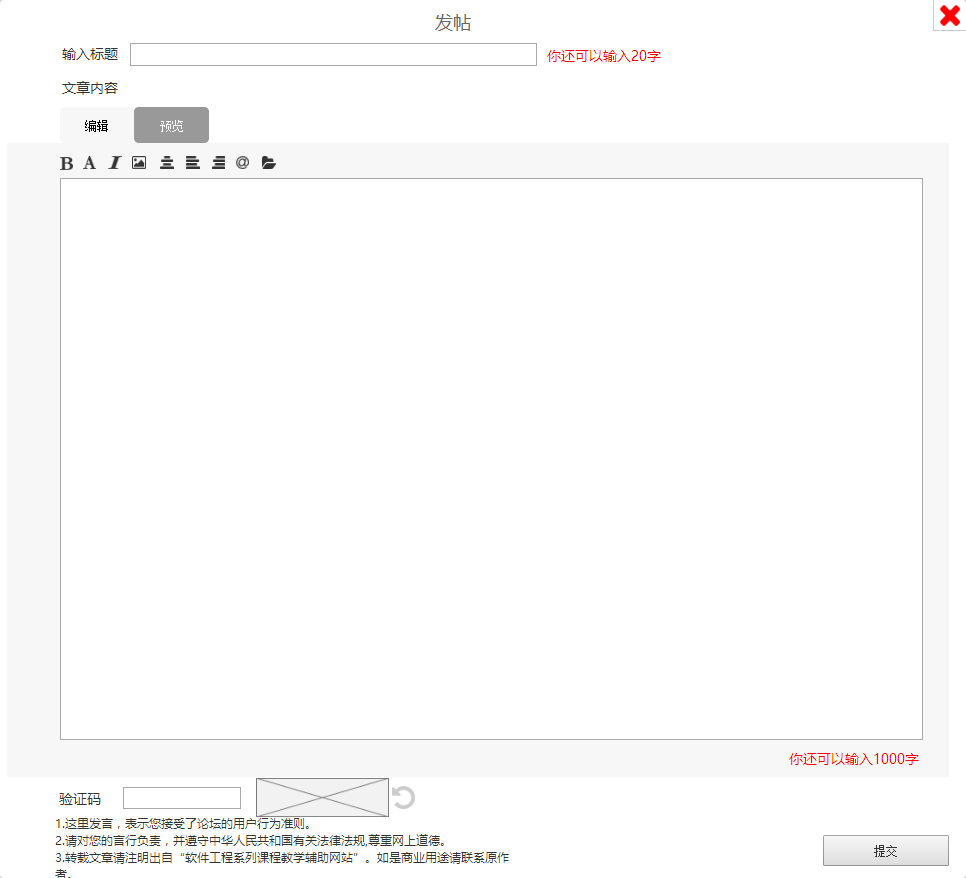 发帖
输入标题
你还可以输入20字
文章内容
编辑 预览
B A I @
你还可以输入1000字
验证码
1.这里发言，表示您接受了论坛的用户行为准则。
2.请对您的言行负责，并遵守中华人民共和国有关法律法规,尊重网上道德。
3.转载文章请注明出自“软件工程系列课程教学辅助网站”。如是商业用途请联系原作
者。
提交